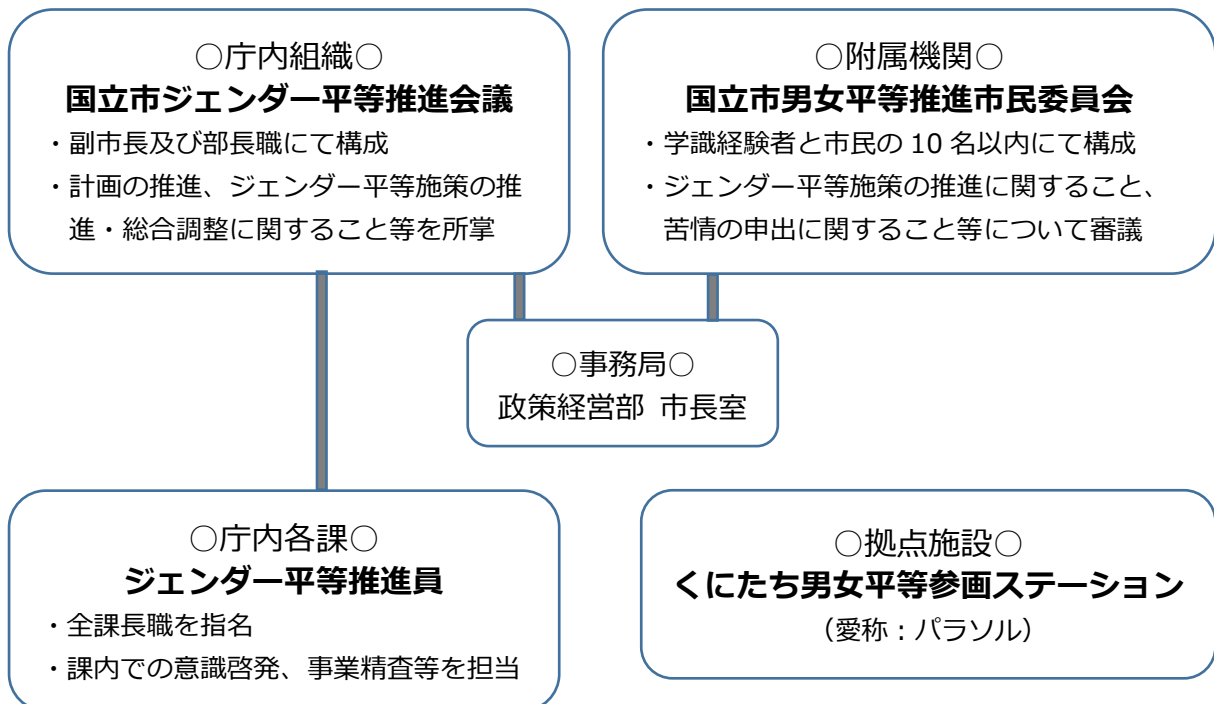 ○庁内組織○
国立市ジェンダー平等推進会議
・副市長及び部長職にて構成
・計画の推進、ジェンダー平等施策の推
進・総合調整に関すること等を所掌
○附属機関○
国立市男女平等推進市民委員会
・学識経験者と市民の 10 名以内にて構成
・ジェンダー平等施策の推進に関すること、
苦情の申出に関すること等について審議
○事務局○
政策経営部 市長室
○庁内各課○
ジェンダー平等推進員
・全課長職を指名
・課内での意識啓発、事業精査等を担当
○拠点施設○
くにたち男女平等参画ステーション
（愛称：パラソル）